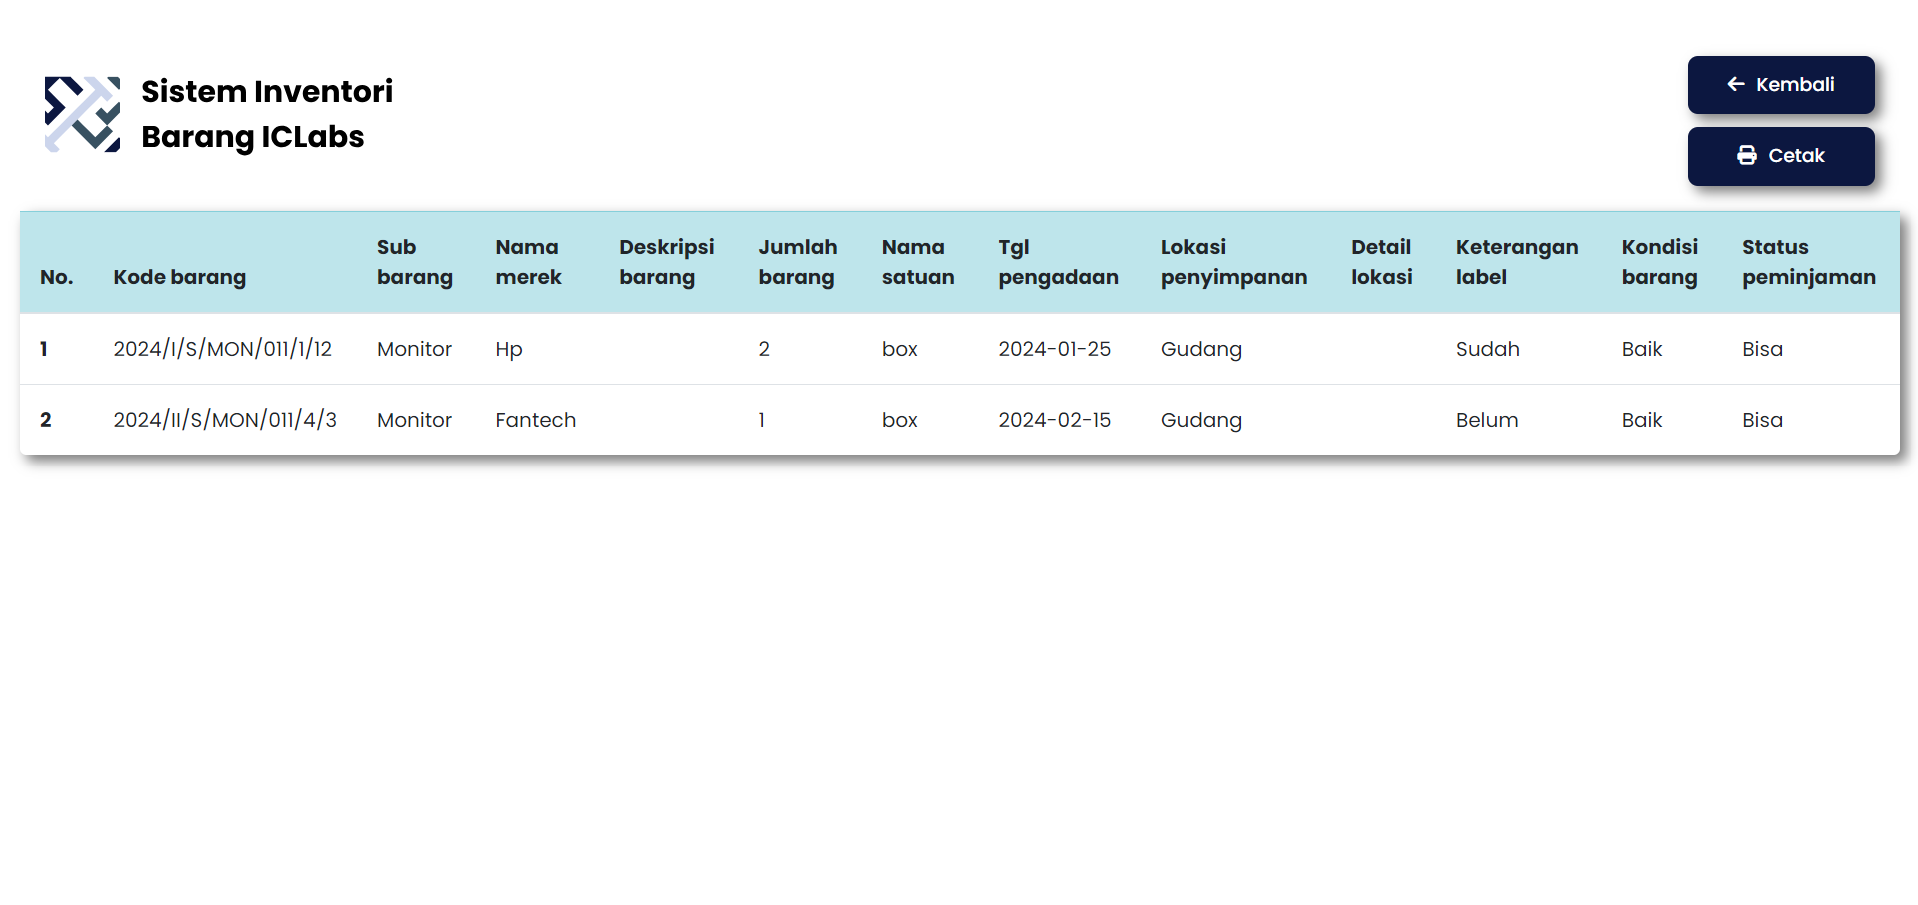 Sistem Inventori
Barang ICLabs
Kembali
Cetak
No. Kode barang Sub barang Nama merek Deskripsi barang Jumlah barang Nama satuan Tgl pengadaan Lokasi penyimpanan Detail lokasi Keterangan label Kondisi barang Status peminjaman
1 2024/I/S/MON/011/1/12 Monitor Hp 2 box 2024-01-25 Gudang Sudah Baik Bisa
2 2024/II/S/MON/011/4/3 Monitor Fantech 1 box 2024-02-15 Gudang Belum Baik Bisa